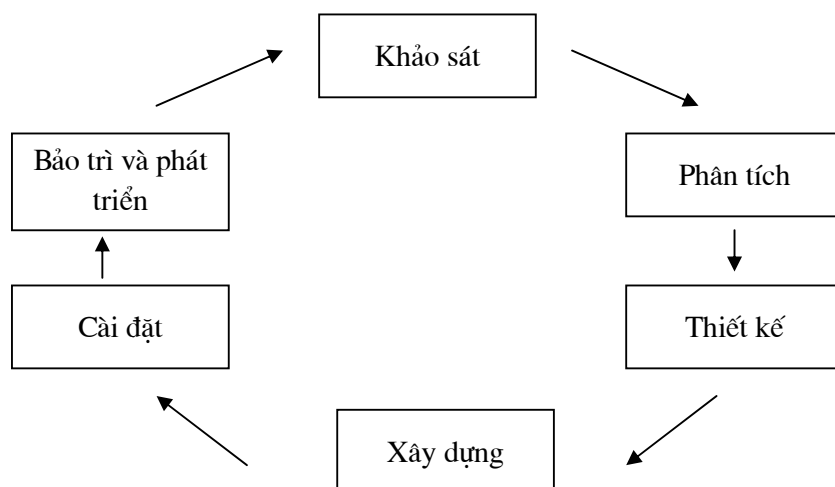 Khảo sát
Phân tích
Thiết kế
Xây dựng
Cài đặt
Bảo trì và phát
triển